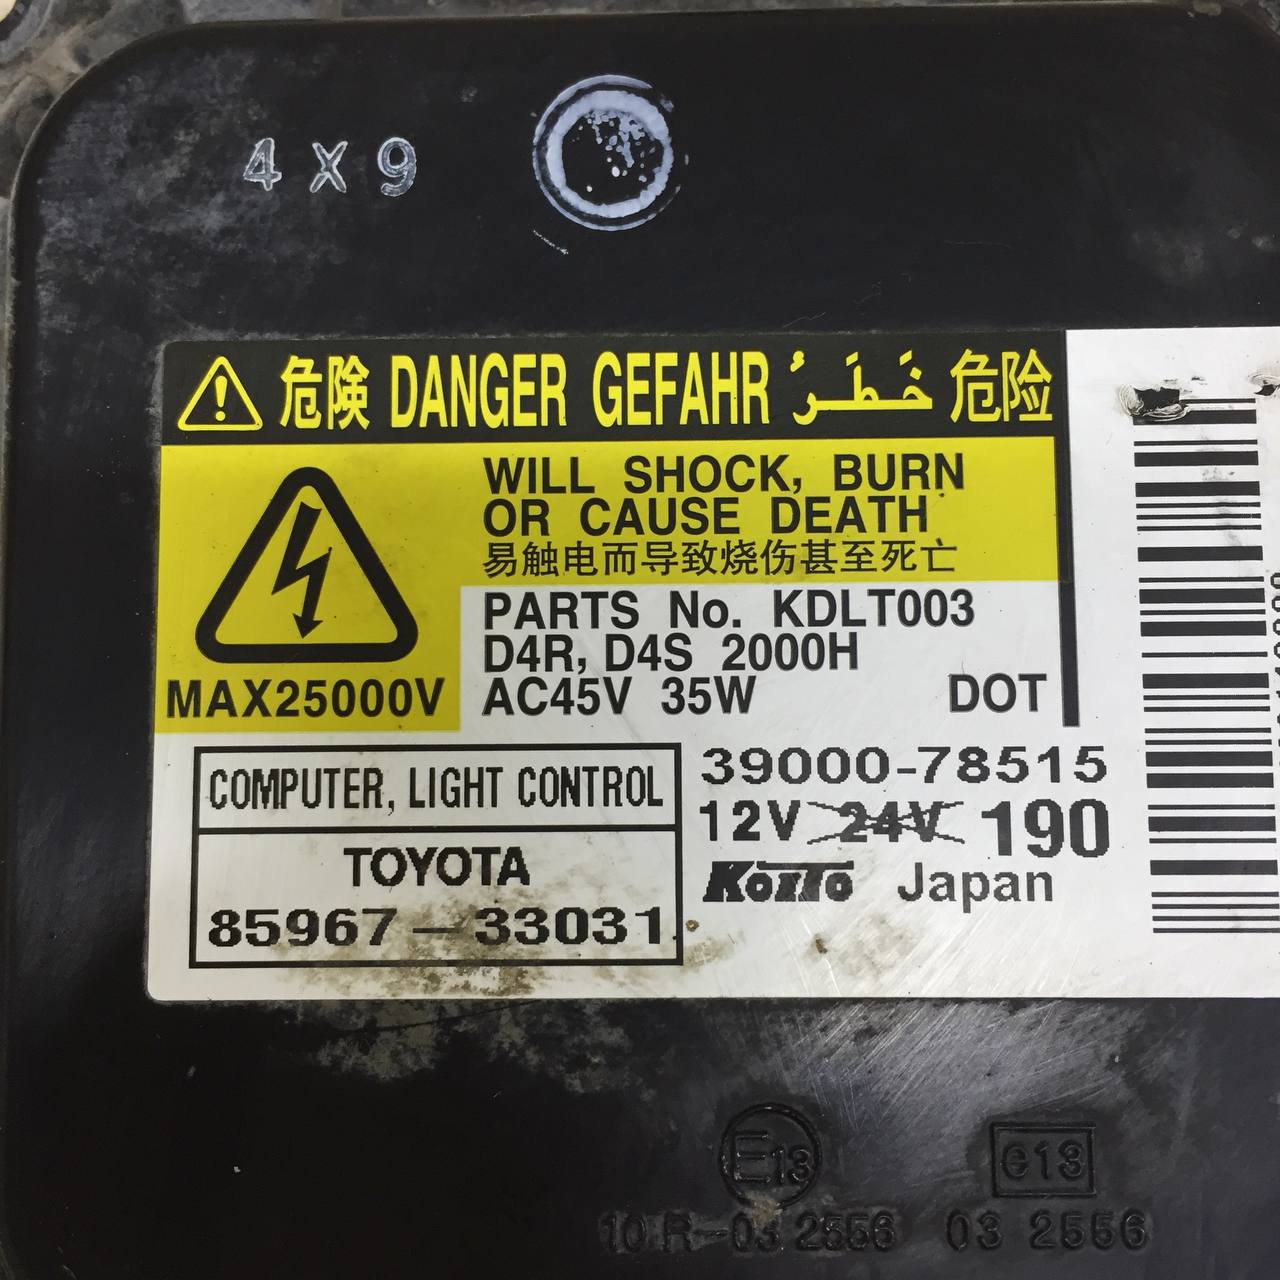 4 X 9
危険 DANGER GEFAHR خَطَرٌ 危险
WILL SHOCK, BURN
OR CAUSE DEATH
易触电而导致烧伤甚至死亡
MAX25000V
PARTS No. KDLT003
D4R, D4S 2000H
AC45V 35W DOT
COMPUTER, LIGHT CONTROL
TOYOTA
85967-33031
39000-78515
12V 24V 190
KOITO Japan
E13 e13
10 R-03 2556 03 2556